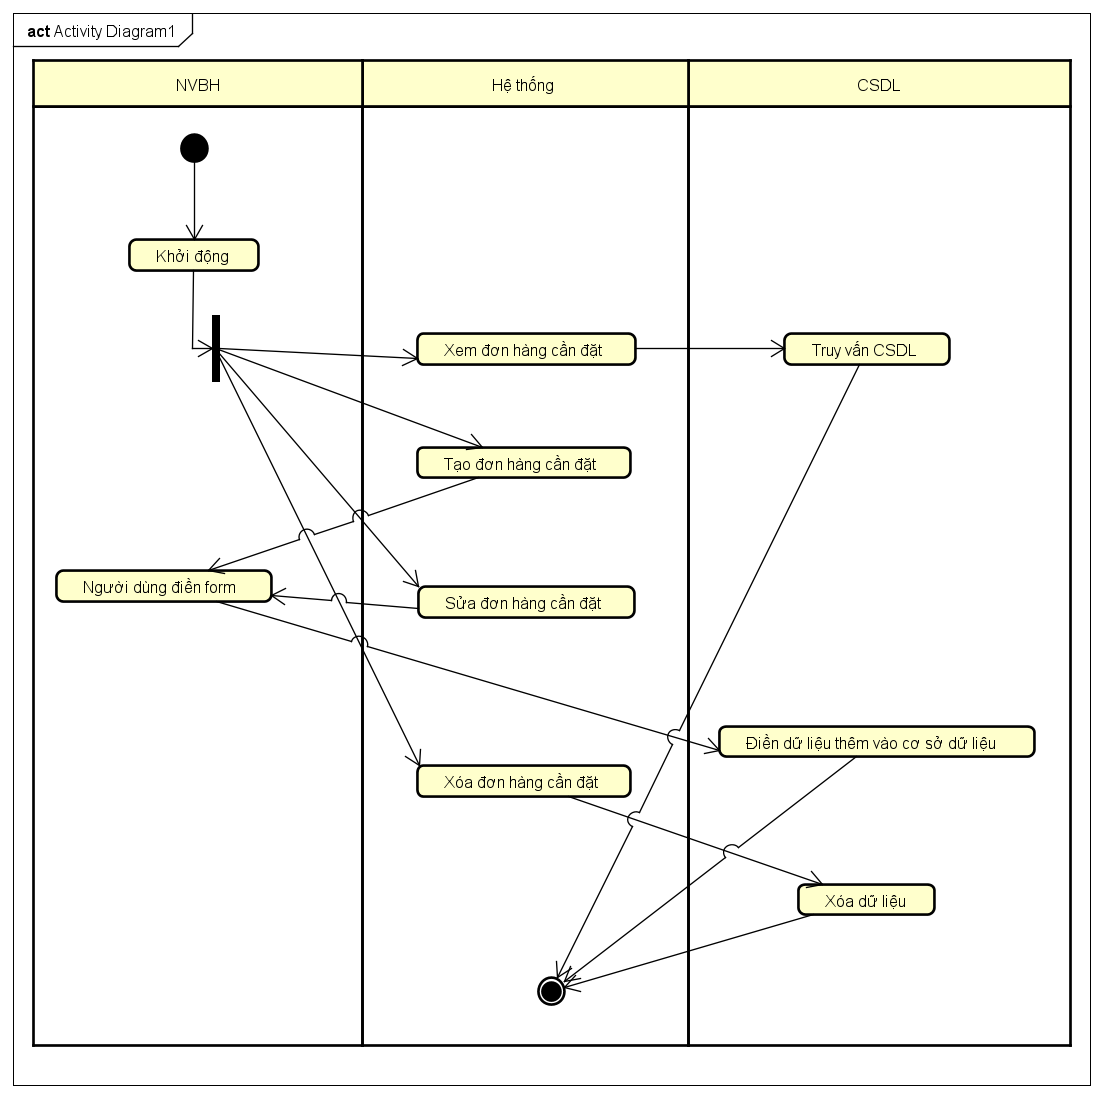 act Activity Diagram1
NVBH
Hệ thống
CSDL
Khởi động
Xem đơn hàng cần đặt
Truy vấn CSDL
Tạo đơn hàng cần đặt
Người dùng điền form
Sửa đơn hàng cần đặt
Điền dữ liệu thêm vào cơ sở dữ liệu
Xóa đơn hàng cần đặt
Xóa dữ liệu